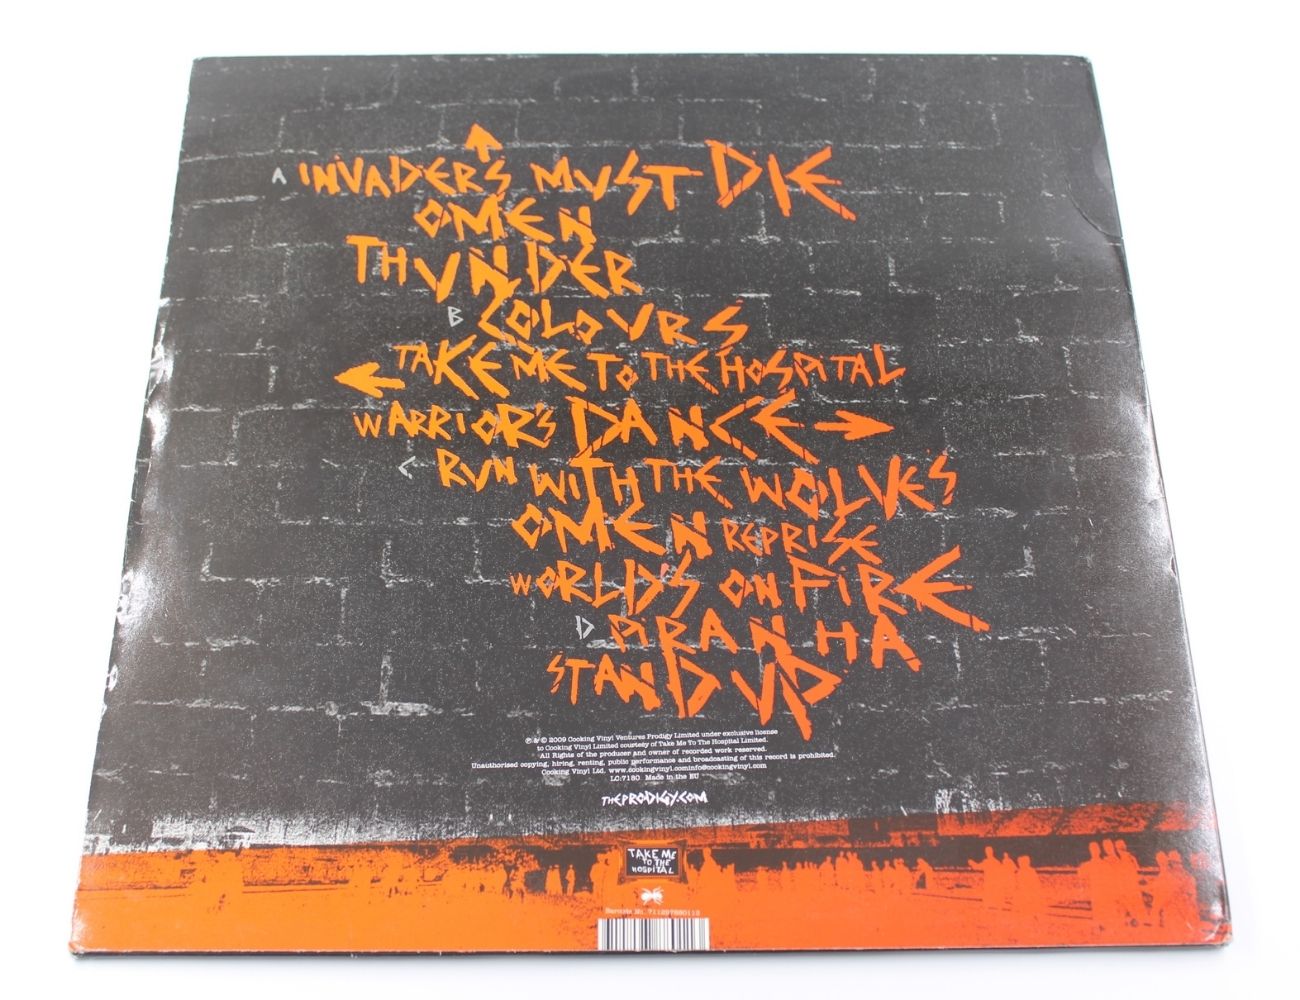 A INVADERS MUST DIE
OMEN
THUNDER
B COLOURS
TAKE ME TO THE HOSPITAL
WARRIOR'S DANCE
C RUN WITH THE WOLVES
OMEN REPRISE
WORLD'S ON FIRE
D PIRANHA
STAND UP
℗ & © 2009 Cooking Vinyl Ventures Prodigy Limited under exclusive license
to Cooking Vinyl Limited courtesy of Take Me To The Hospital Limited.
All Rights of the producer and owner of recorded work reserved.
Unauthorised copying, hiring, renting, public performance and broadcasting of this record is prohibited.
Cooking Vinyl Ltd. www.cookingvinyl.cominfo@cookingvinyl.com
LC:7180 Made in the EU
THEPRODIGY.COM
TAKE ME
TO THE
HOSPITAL